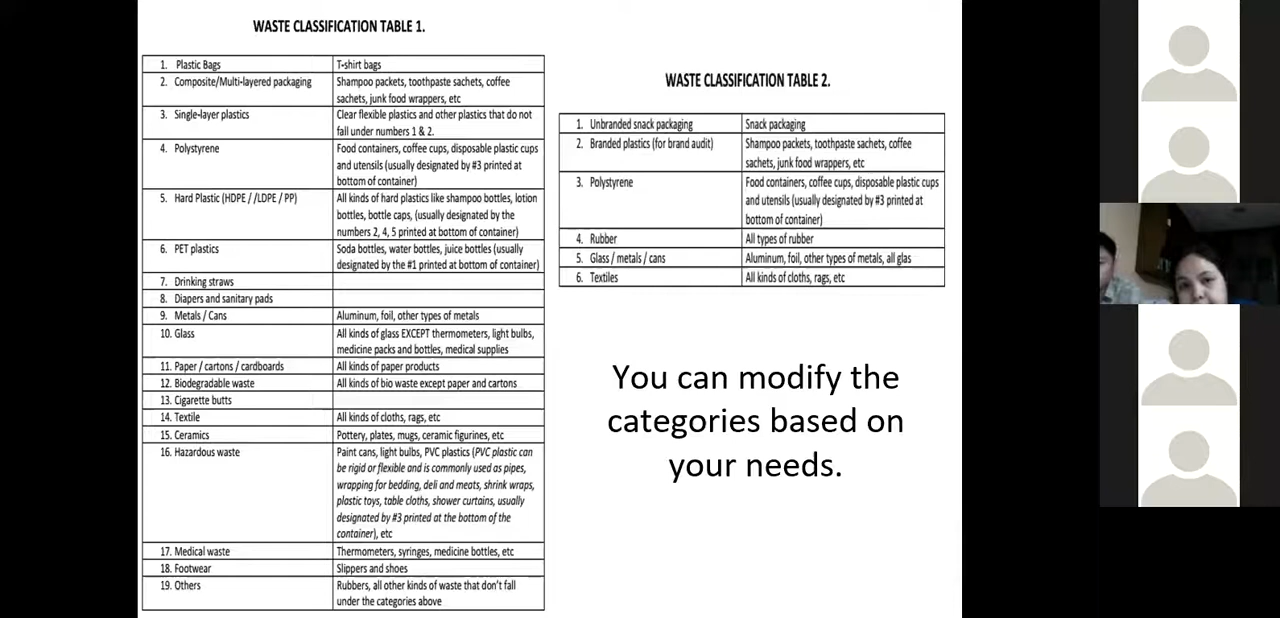 WASTE CLASSIFICATION TABLE 1.
1. Plastic Bags T-shirt bags
2. Composite/Multi-layered packaging Shampoo packets, toothpaste sachets, coffee
sachets, junk food wrappers, etc
3. Single-layer plastics Clear flexible plastics and other plastics that do not
fall under numbers 1 & 2.
4. Polystyrene Food containers, coffee cups, disposable plastic cups
and utensils (usually designated by #3 printed at
bottom of container)
5. Hard Plastic (HDPE / /LDPE / PP) All kinds of hard plastics like shampoo bottles, lotion
bottles, bottle caps, (usually designated by the
numbers 2, 4, 5 printed at bottom of container)
6. PET plastics Soda bottles, water bottles, juice bottles (usually
designated by the #1 printed at bottom of container)
7. Drinking straws
8. Diapers and sanitary pads
9. Metals / Cans Aluminum, foil, other types of metals
10. Glass All kinds of glass EXCEPT thermometers, light bulbs,
medicine packs and bottles, medical supplies
11. Paper / cartons / cardboards All kinds of paper products
12. Biodegradable waste All kinds of bio waste except paper and cartons
13. Cigarette butts
14. Textile All kinds of cloths, rags, etc
15. Ceramics Pottery, plates, mugs, ceramic figurines, etc
16. Hazardous waste Paint cans, light bulbs, PVC plastics (PVC plastic can
be rigid or flexible and is commonly used as pipes,
wrapping for bedding, deli and meats, shrink wraps,
plastic toys, table cloths, shower curtains, usually
designated by #3 printed at the bottom of the
container), etc
17. Medical waste Thermometers, syringes, medicine bottles, etc
18. Footwear Slippers and shoes
19. Others Rubbers, all other kinds of waste that don't fall
under the categories above
WASTE CLASSIFICATION TABLE 2.
1. Unbranded snack packaging Snack packaging
2. Branded plastics (for brand audit) Shampoo packets, toothpaste sachets, coffee
sachets, junk food wrappers, etc
3. Polystyrene Food containers, coffee cups, disposable plastic cups
and utensils (usually designated by #3 printed at
bottom of container)
4. Rubber All types of rubber
5. Glass / metals / cans Aluminum, foil, other types of metals, all glas
6. Textiles All kinds of cloths, rags, etc
You can modify the
categories based on
your needs.